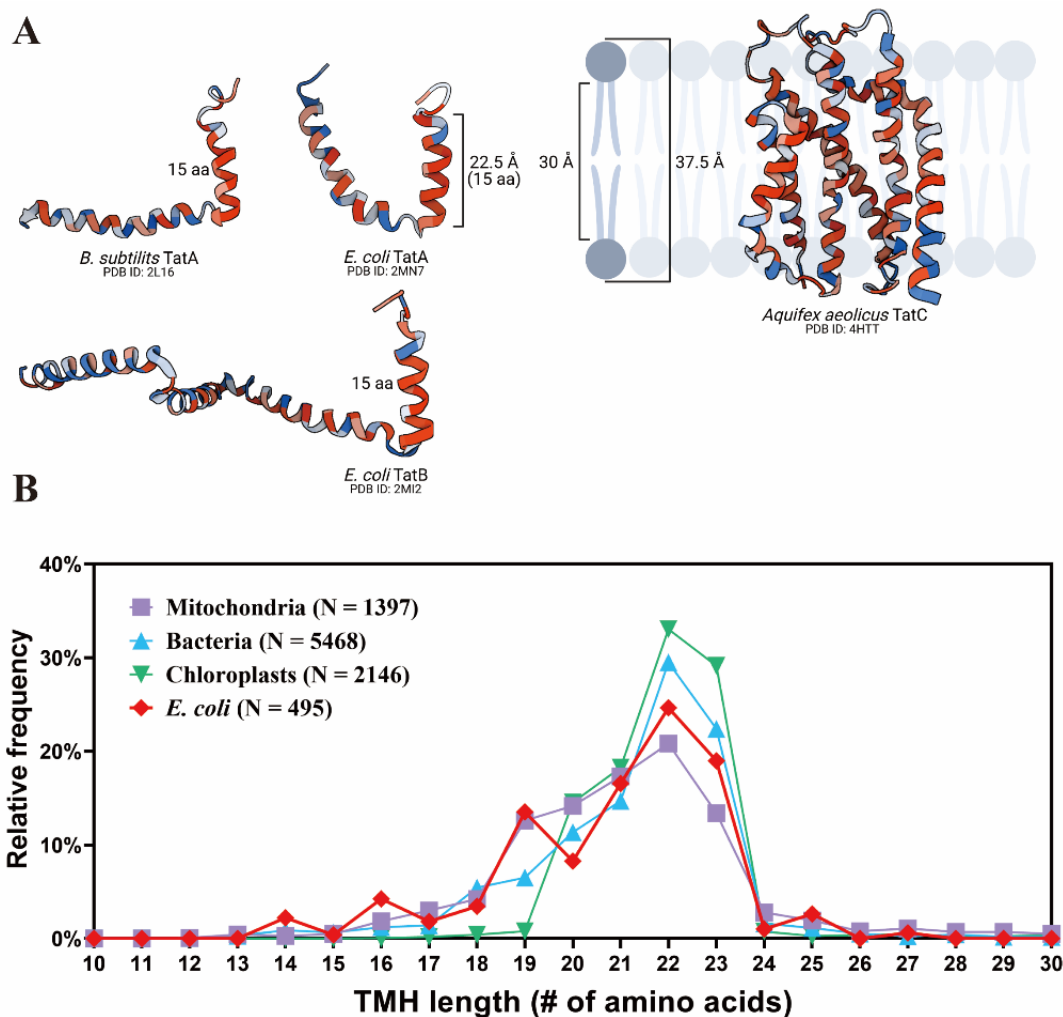 A
15 aa
B. subtilits TatA
PDB ID: 2L16
22.5 Å
(15 aa)
E. coli TatA
PDB ID: 2MN7
30 Å
37.5 Å
Aquifex aeolicus TatC
PDB ID: 4HTT
15 aa
E. coli TatB
PDB ID: 2MI2
B
40%
30%
20%
10%
0%
Relative frequency
Mitochondria (N = 1397)
Bacteria (N = 5468)
Chloroplasts (N = 2146)
E. coli (N = 495)
10 11 12 13 14 15 16 17 18 19 20 21 22 23 24 25 26 27 28 29 30
TMH length (# of amino acids)